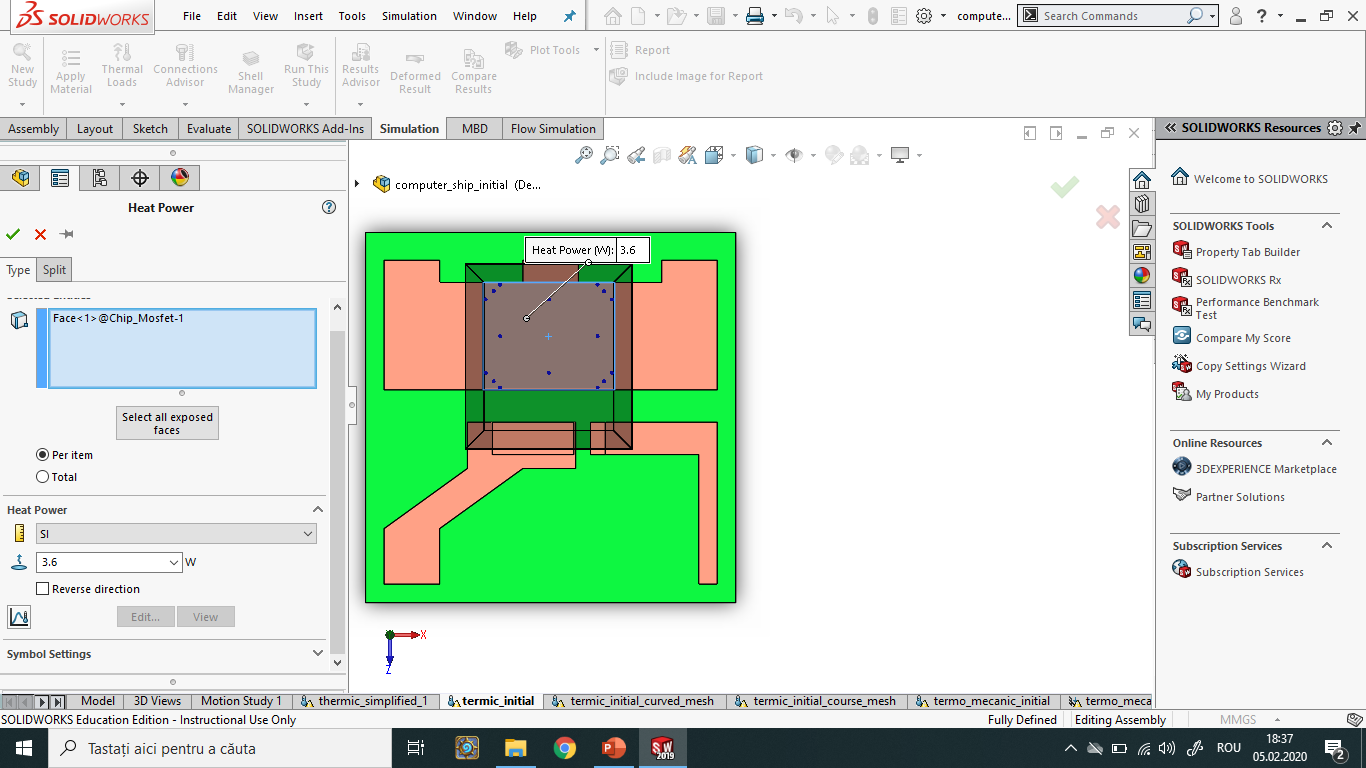 SOLIDWORKS
File Edit View Insert Tools Simulation Window Help
compute...
Search Commands
New Study
Apply Material
Thermal Loads
Connections Advisor
Shell Manager
Run This Study
Results Advisor
Deformed Result
Compare Results
Plot Tools
Report
Include Image for Report
Assembly Layout Sketch Evaluate SOLIDWORKS Add-Ins Simulation MBD Flow Simulation
Heat Power
Type Split
Selected Entities
Face<1>@Chip_Mosfet-1
Select all exposed
faces
Per item
Total
Heat Power
SI
3.6 W
Reverse direction
Edit... View
Symbol Settings
computer_ship_initial (De...
Heat Power (W): 3.6
X
Z
SOLIDWORKS Resources
Welcome to SOLIDWORKS
SOLIDWORKS Tools
Property Tab Builder
SOLIDWORKS Rx
Performance Benchmark
Test
Compare My Score
Copy Settings Wizard
My Products
Online Resources
3DEXPERIENCE Marketplace
Partner Solutions
Subscription Services
Subscription Services
Model 3D Views Motion Study 1 thermic_simplified_1 termic_initial termic_initial_curved_mesh termic_initial_course_mesh termo_mecanic_initial termo_meca
SOLIDWORKS Education Edition - Instructional Use Only
Fully Defined Editing Assembly MMGS
Tastați aici pentru a căuta
SW 2019
ROU
18:37
05.02.2020
2